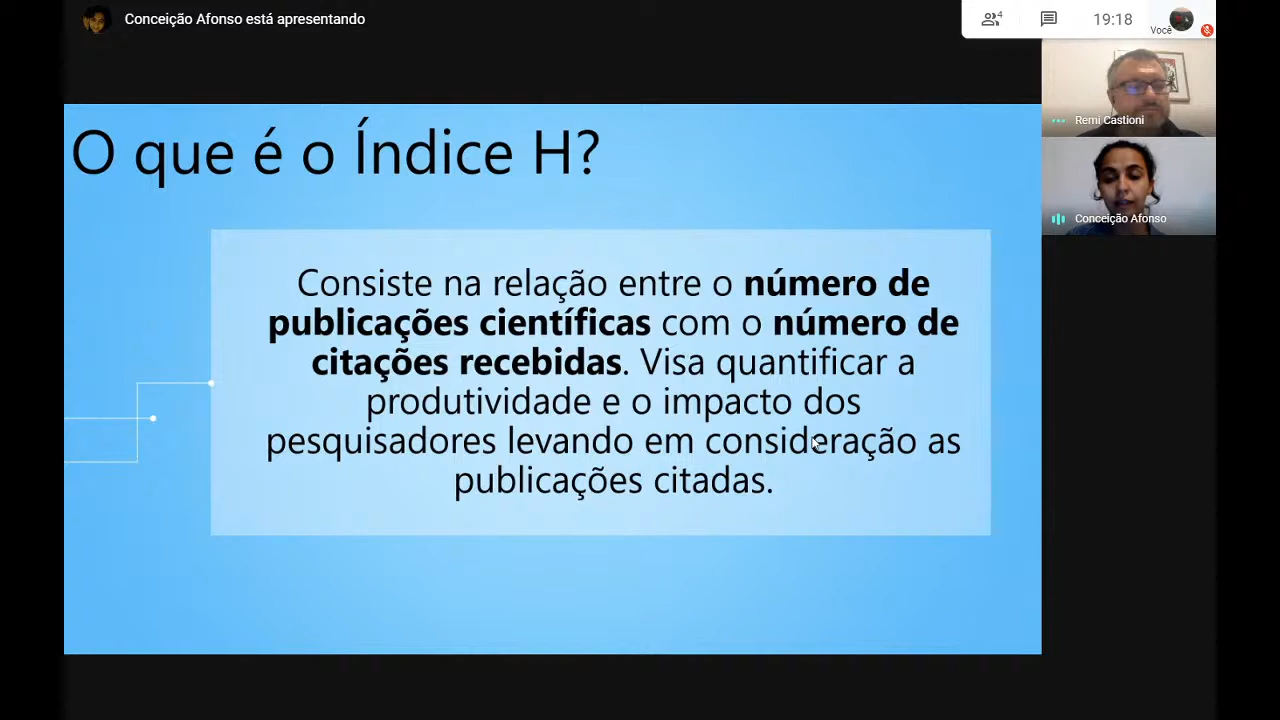 Conceição Afonso está apresentando
4
19:18
Você
Remi Castioni
Conceição Afonso
O que é o Índice H?
Consiste na relação entre o número de
publicações científicas com o número de
citações recebidas. Visa quantificar a
produtividade e o impacto dos
pesquisadores levando em consideração as
publicações citadas.